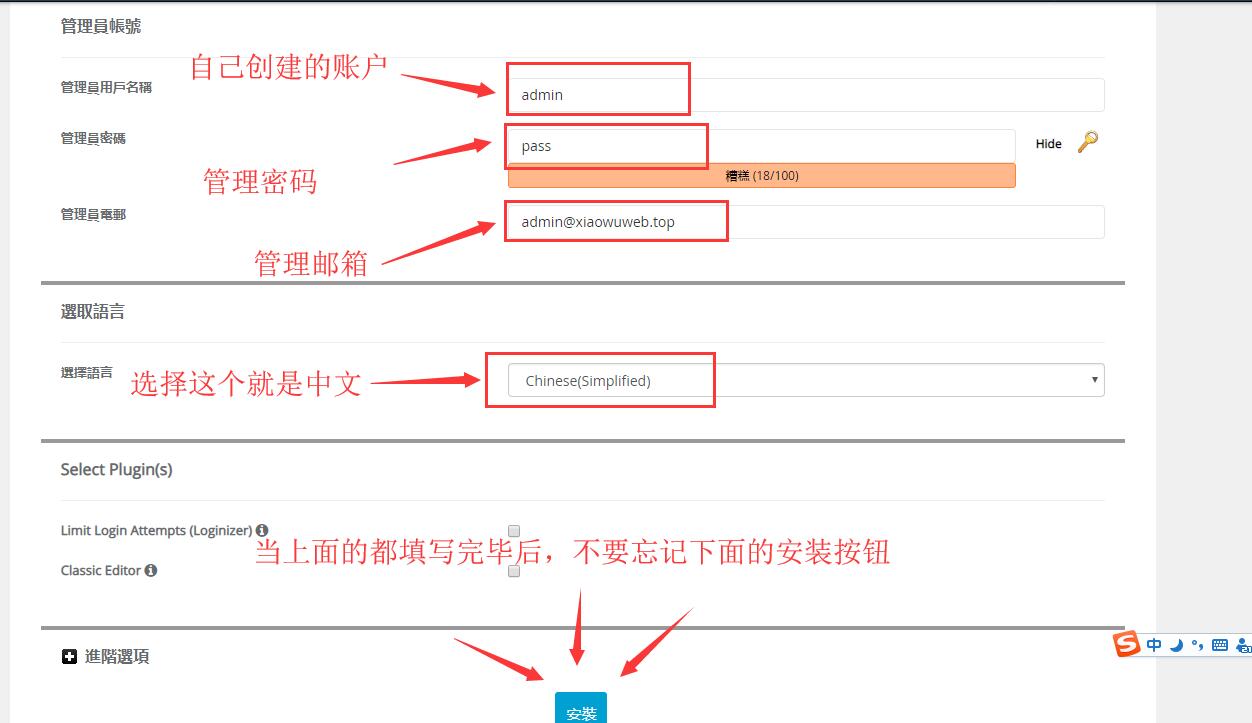 管理員帳號
自己创建的账户
管理員用戶名稱
admin
管理員密碼
pass
Hide
管理密码
糟糕 (18/100)
管理員電郵
admin@xiaowuweb.top
管理邮箱
選取語言
選擇語言
选择这个就是中文
Chinese(Simplified)
Select Plugin(s)
Limit Login Attempts (Loginizer)
当上面的都填写完毕后，不要忘记下面的安装按钮
Classic Editor
進階選項
S 中
安裝